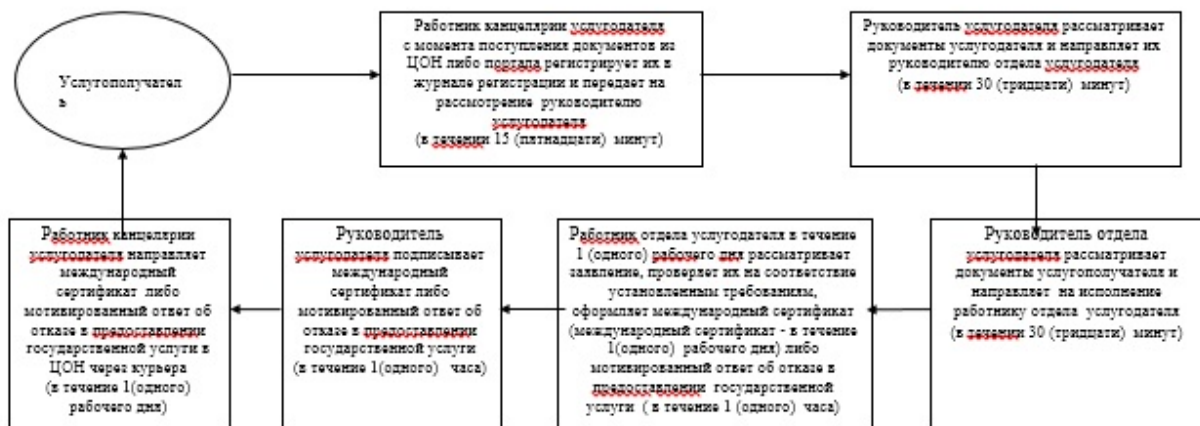 Услугополучател
ь
Работник канцелярии услугодателя
с момента поступления документов из
ЦОН либо портала регистрирует их в
журнале регистрации и передает на
рассмотрение руководителю
услугодателя
(в течении 15 (пятнадцати) минут)
Руководитель услугодателя рассматривает
документы услугодателя и направляет их
руководителю отдела услугодателя
(в течении 30 (тридцати) минут)
Руководитель отдела
услугодателя рассматривает
документы услугополучателя и
направляет на исполнение
работнику отдела услугодателя
(в течении 30 (тридцати) минут)
Работник отдела услугодателя в течение
1 (одного) рабочего дня рассматривает
заявление, проверяет их на соответствие
установленным требованиям,
оформляет международный сертификат
(международный сертификат - в течение
1(одного) рабочего дня) либо
мотивированный ответ об отказе в
предоставлении государственной
услуги ( в течение 1 (одного) часа)
Руководитель
услугодателя подписывает
международный
сертификат либо
мотивированный ответ об
отказе в предоставлении
государственной услуги
(в течение 1(одного) часа)
Работник канцелярии
услугодателя направляет
международный
сертификат либо
мотивированный ответ об
отказе в предоставлении
государственной услуги в
ЦОН через курьера
(в течение 1(одного)
рабочего дня)